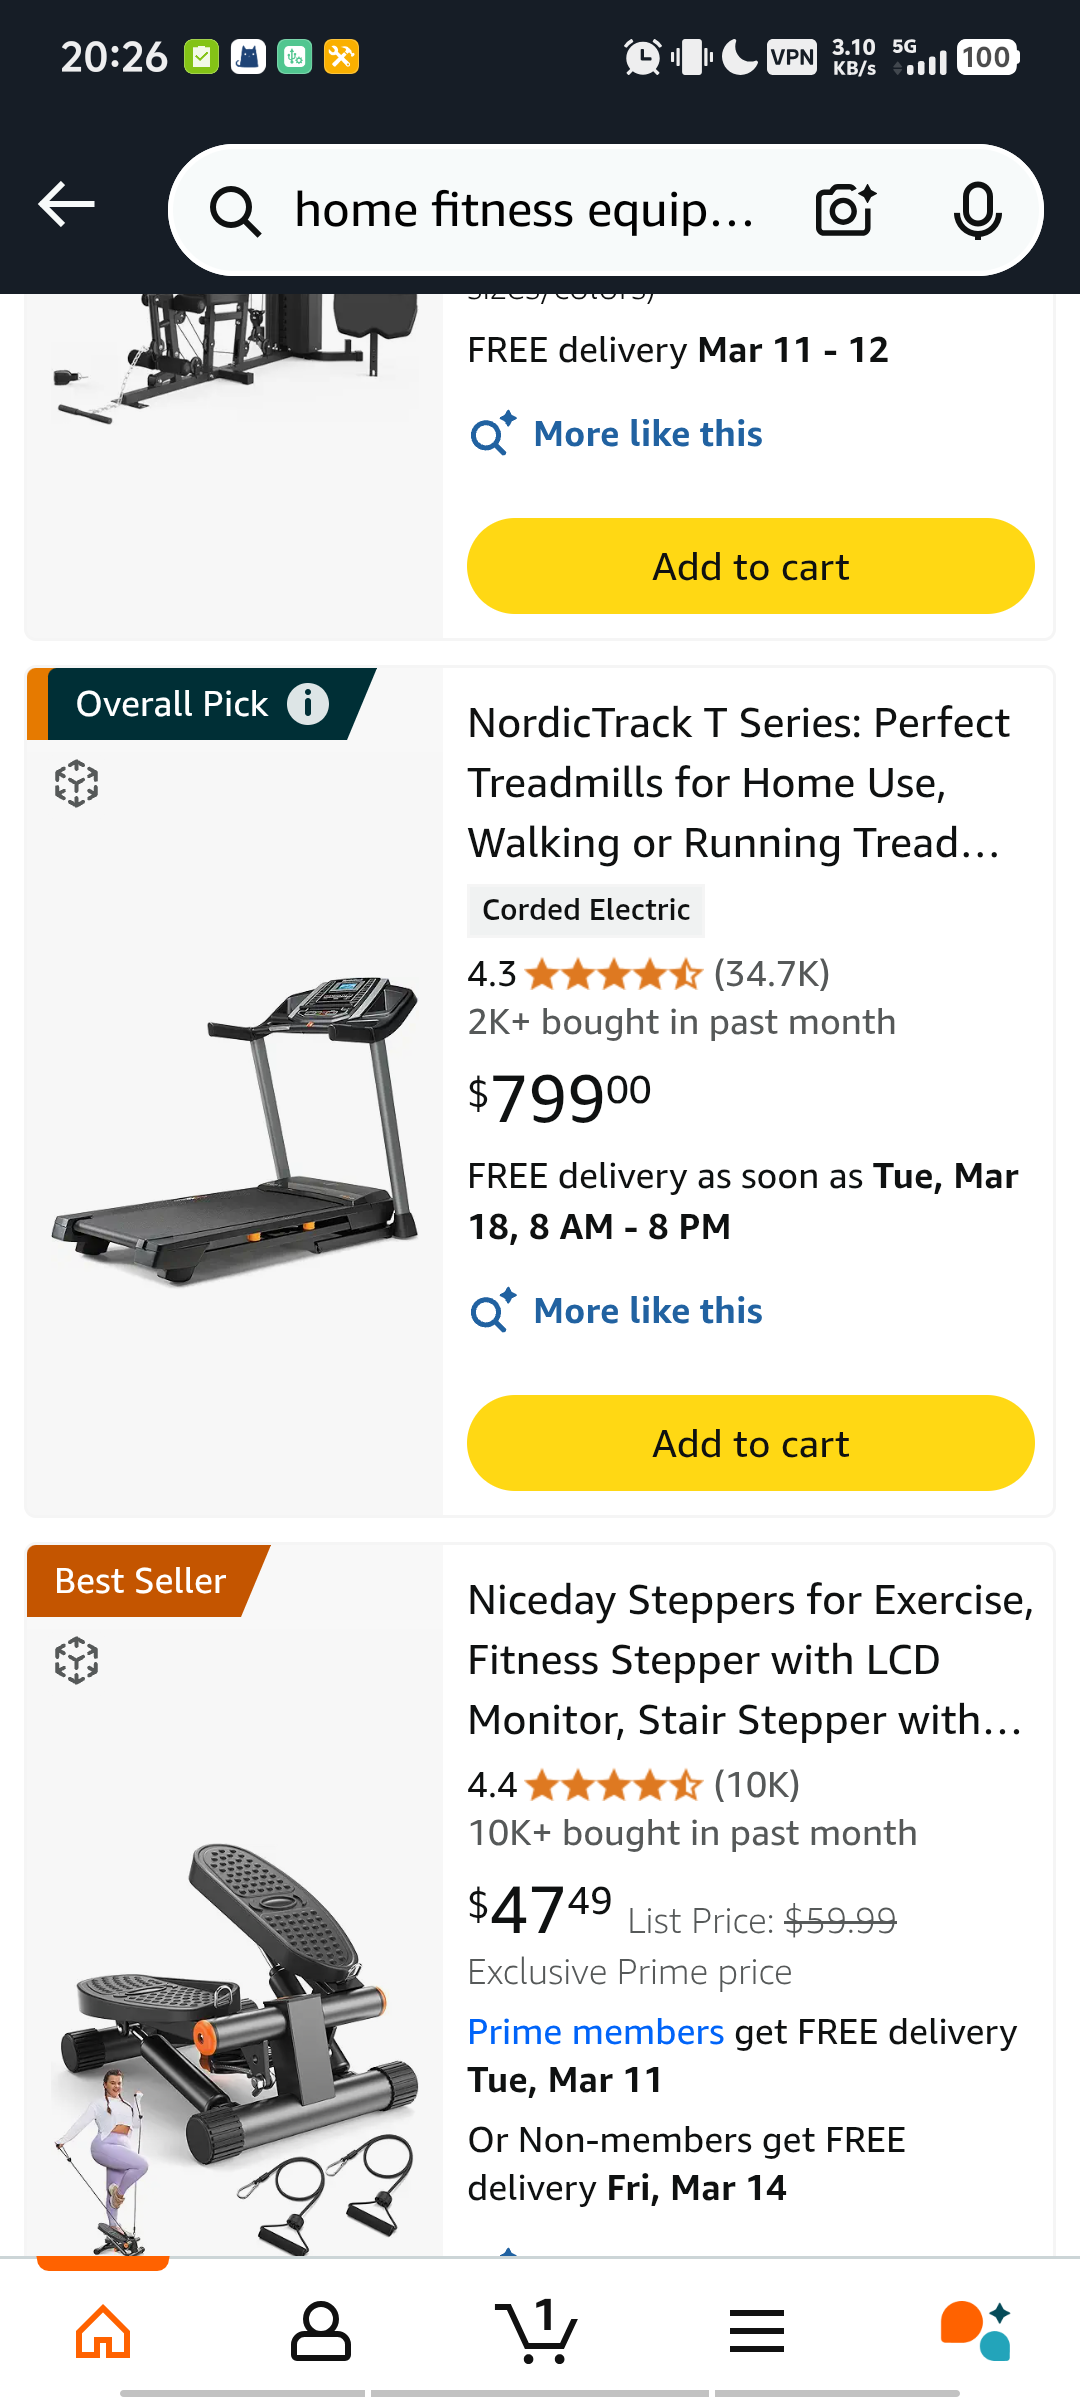 20:26
VPN
3.10
KB/s
5G
100
home fitness equip...
sizes/colors)
FREE delivery Mar 11 - 12
More like this
Add to cart
Overall Pick
NordicTrack T Series: Perfect
Treadmills for Home Use,
Walking or Running Tread...
Corded Electric
4.3 (34.7K)
2K+ bought in past month
$79900
FREE delivery as soon as Tue, Mar
18, 8 AM - 8 PM
More like this
Add to cart
Best Seller
Niceday Steppers for Exercise,
Fitness Stepper with LCD
Monitor, Stair Stepper with...
4.4 (10K)
10K+ bought in past month
$4749 List Price: $59.99
Exclusive Prime price
Prime members get FREE delivery
Tue, Mar 11
Or Non-members get FREE
delivery Fri, Mar 14
1